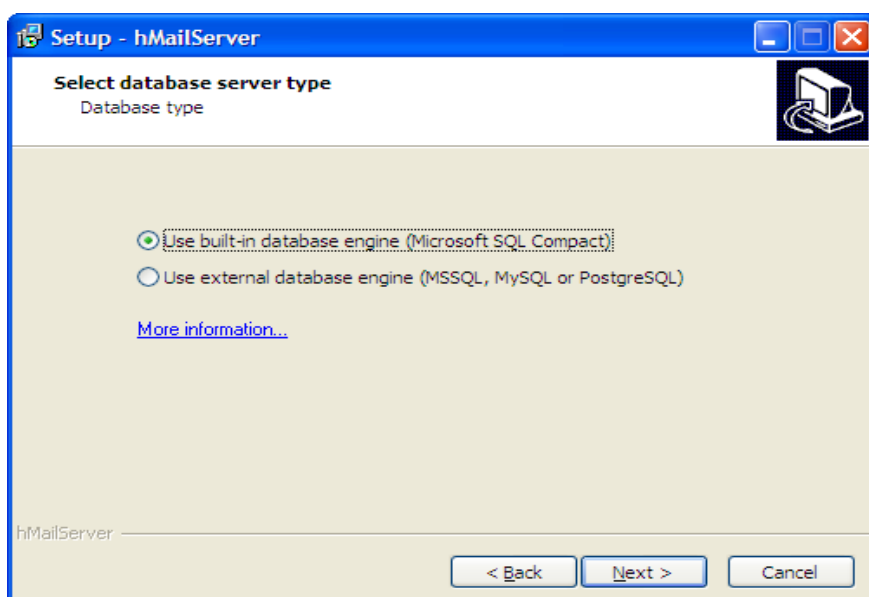 Setup - hMailServer
Select database server type
Database type
Use built-in database engine (Microsoft SQL Compact)
Use external database engine (MSSQL, MySQL or PostgreSQL)
More information...
hMailServer
< Back Next > Cancel